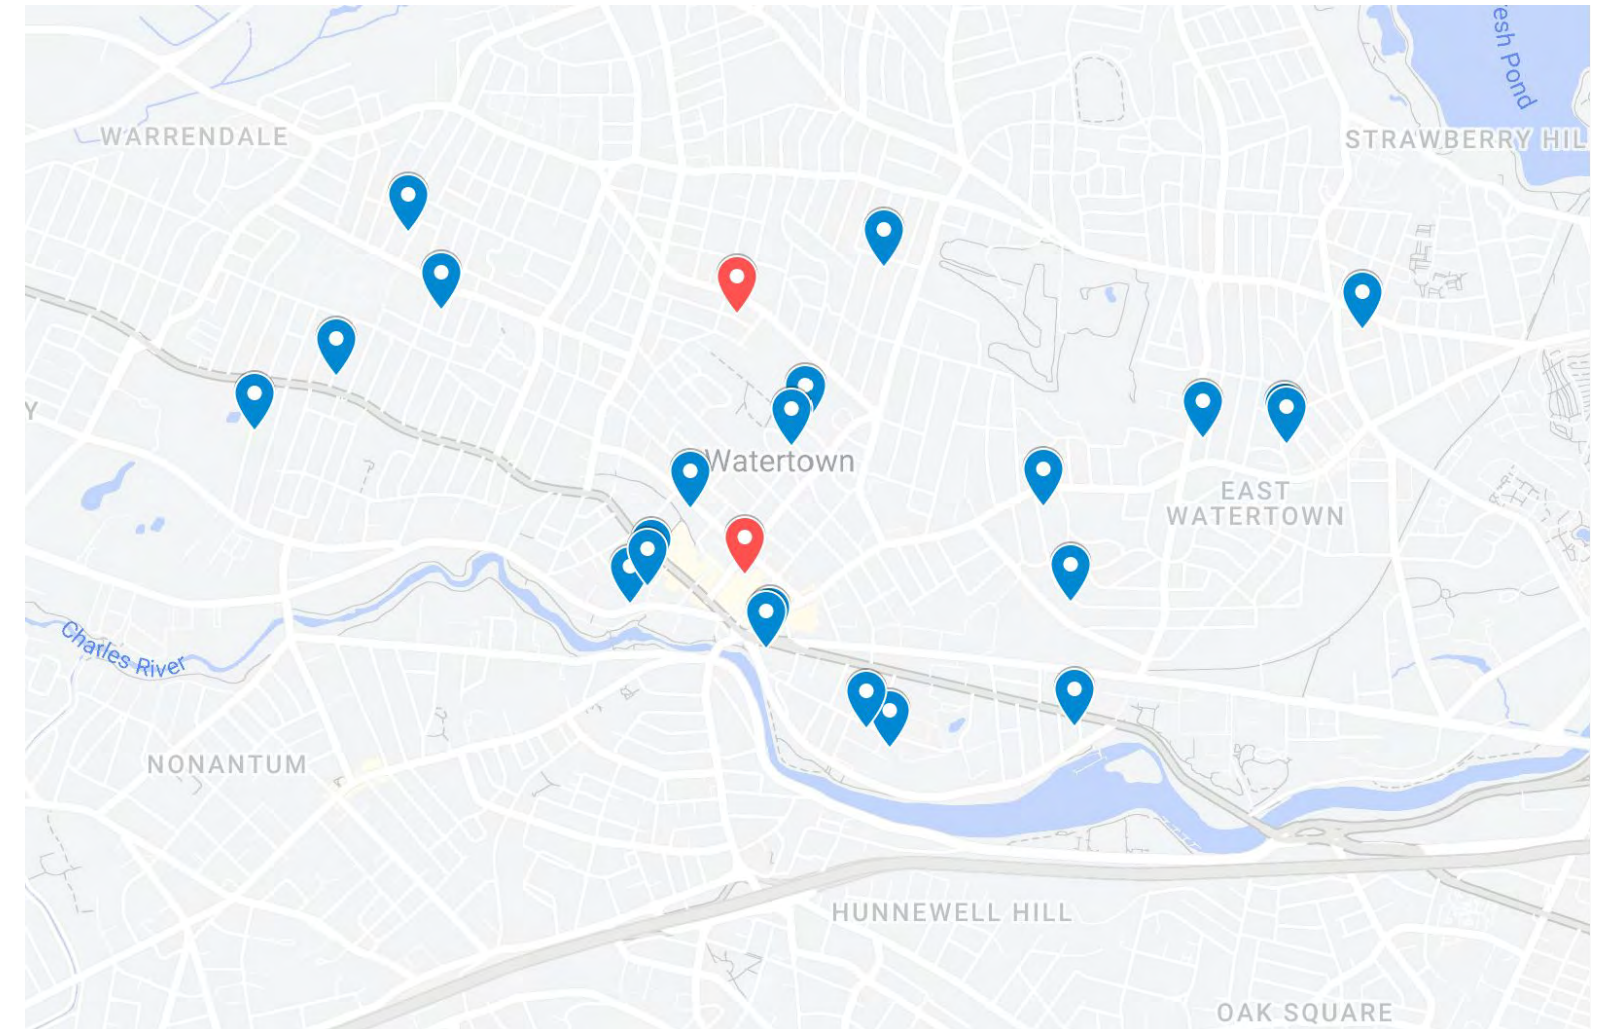 esh Pond
WARRENDALE
STRAWBERRY HIL
Y
Watertown
EAST
WATERTOWN
Charles River
NONANTUM
HUNNEWELL HILL
OAK SQUARE